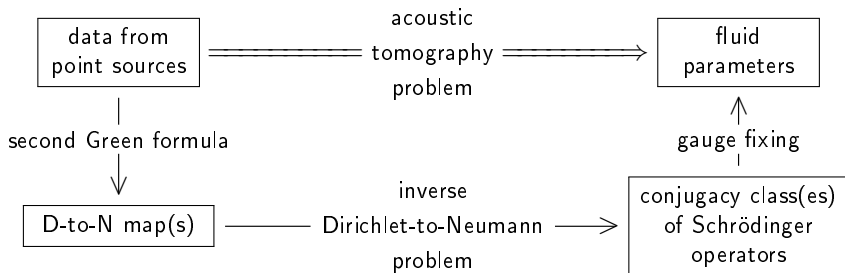 data from
point sources
acoustic
tomography
problem
fluid
parameters
second Green formula
gauge fixing
D-to-N map(s)
inverse
Dirichlet-to-Neumann
problem
conjugacy class(es)
of Schrödinger
operators